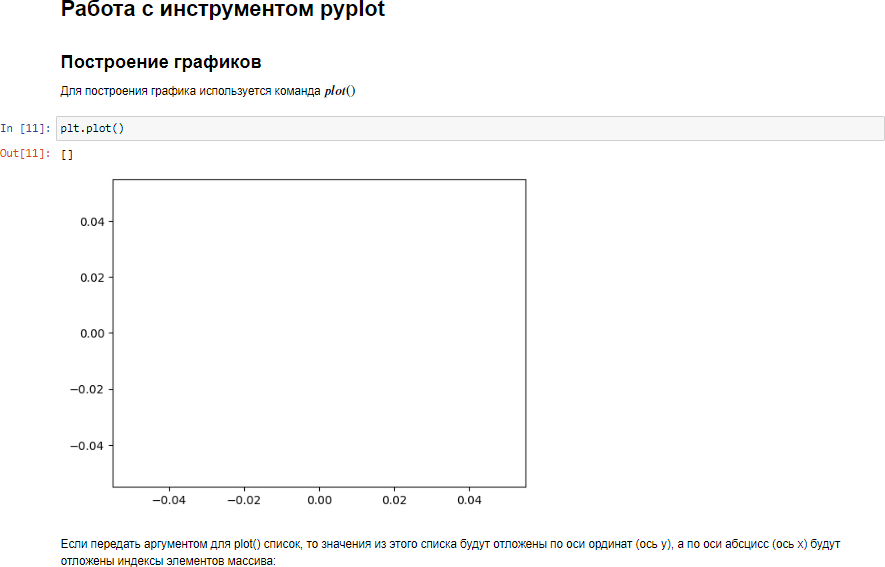 Работа с инструментом pyplot
Построение графиков
Для построения графика используется команда plot()
In [11]: plt.plot()
Out[11]: []
0.04
0.02
0.00
−0.02
−0.04
−0.04 −0.02 0.00 0.02 0.04
Если передать аргументом для plot() список, то значения из этого списка будут отложены по оси ординат (ось y), а по оси абсцисс (ось x) будут
отложены индексы элементов массива: